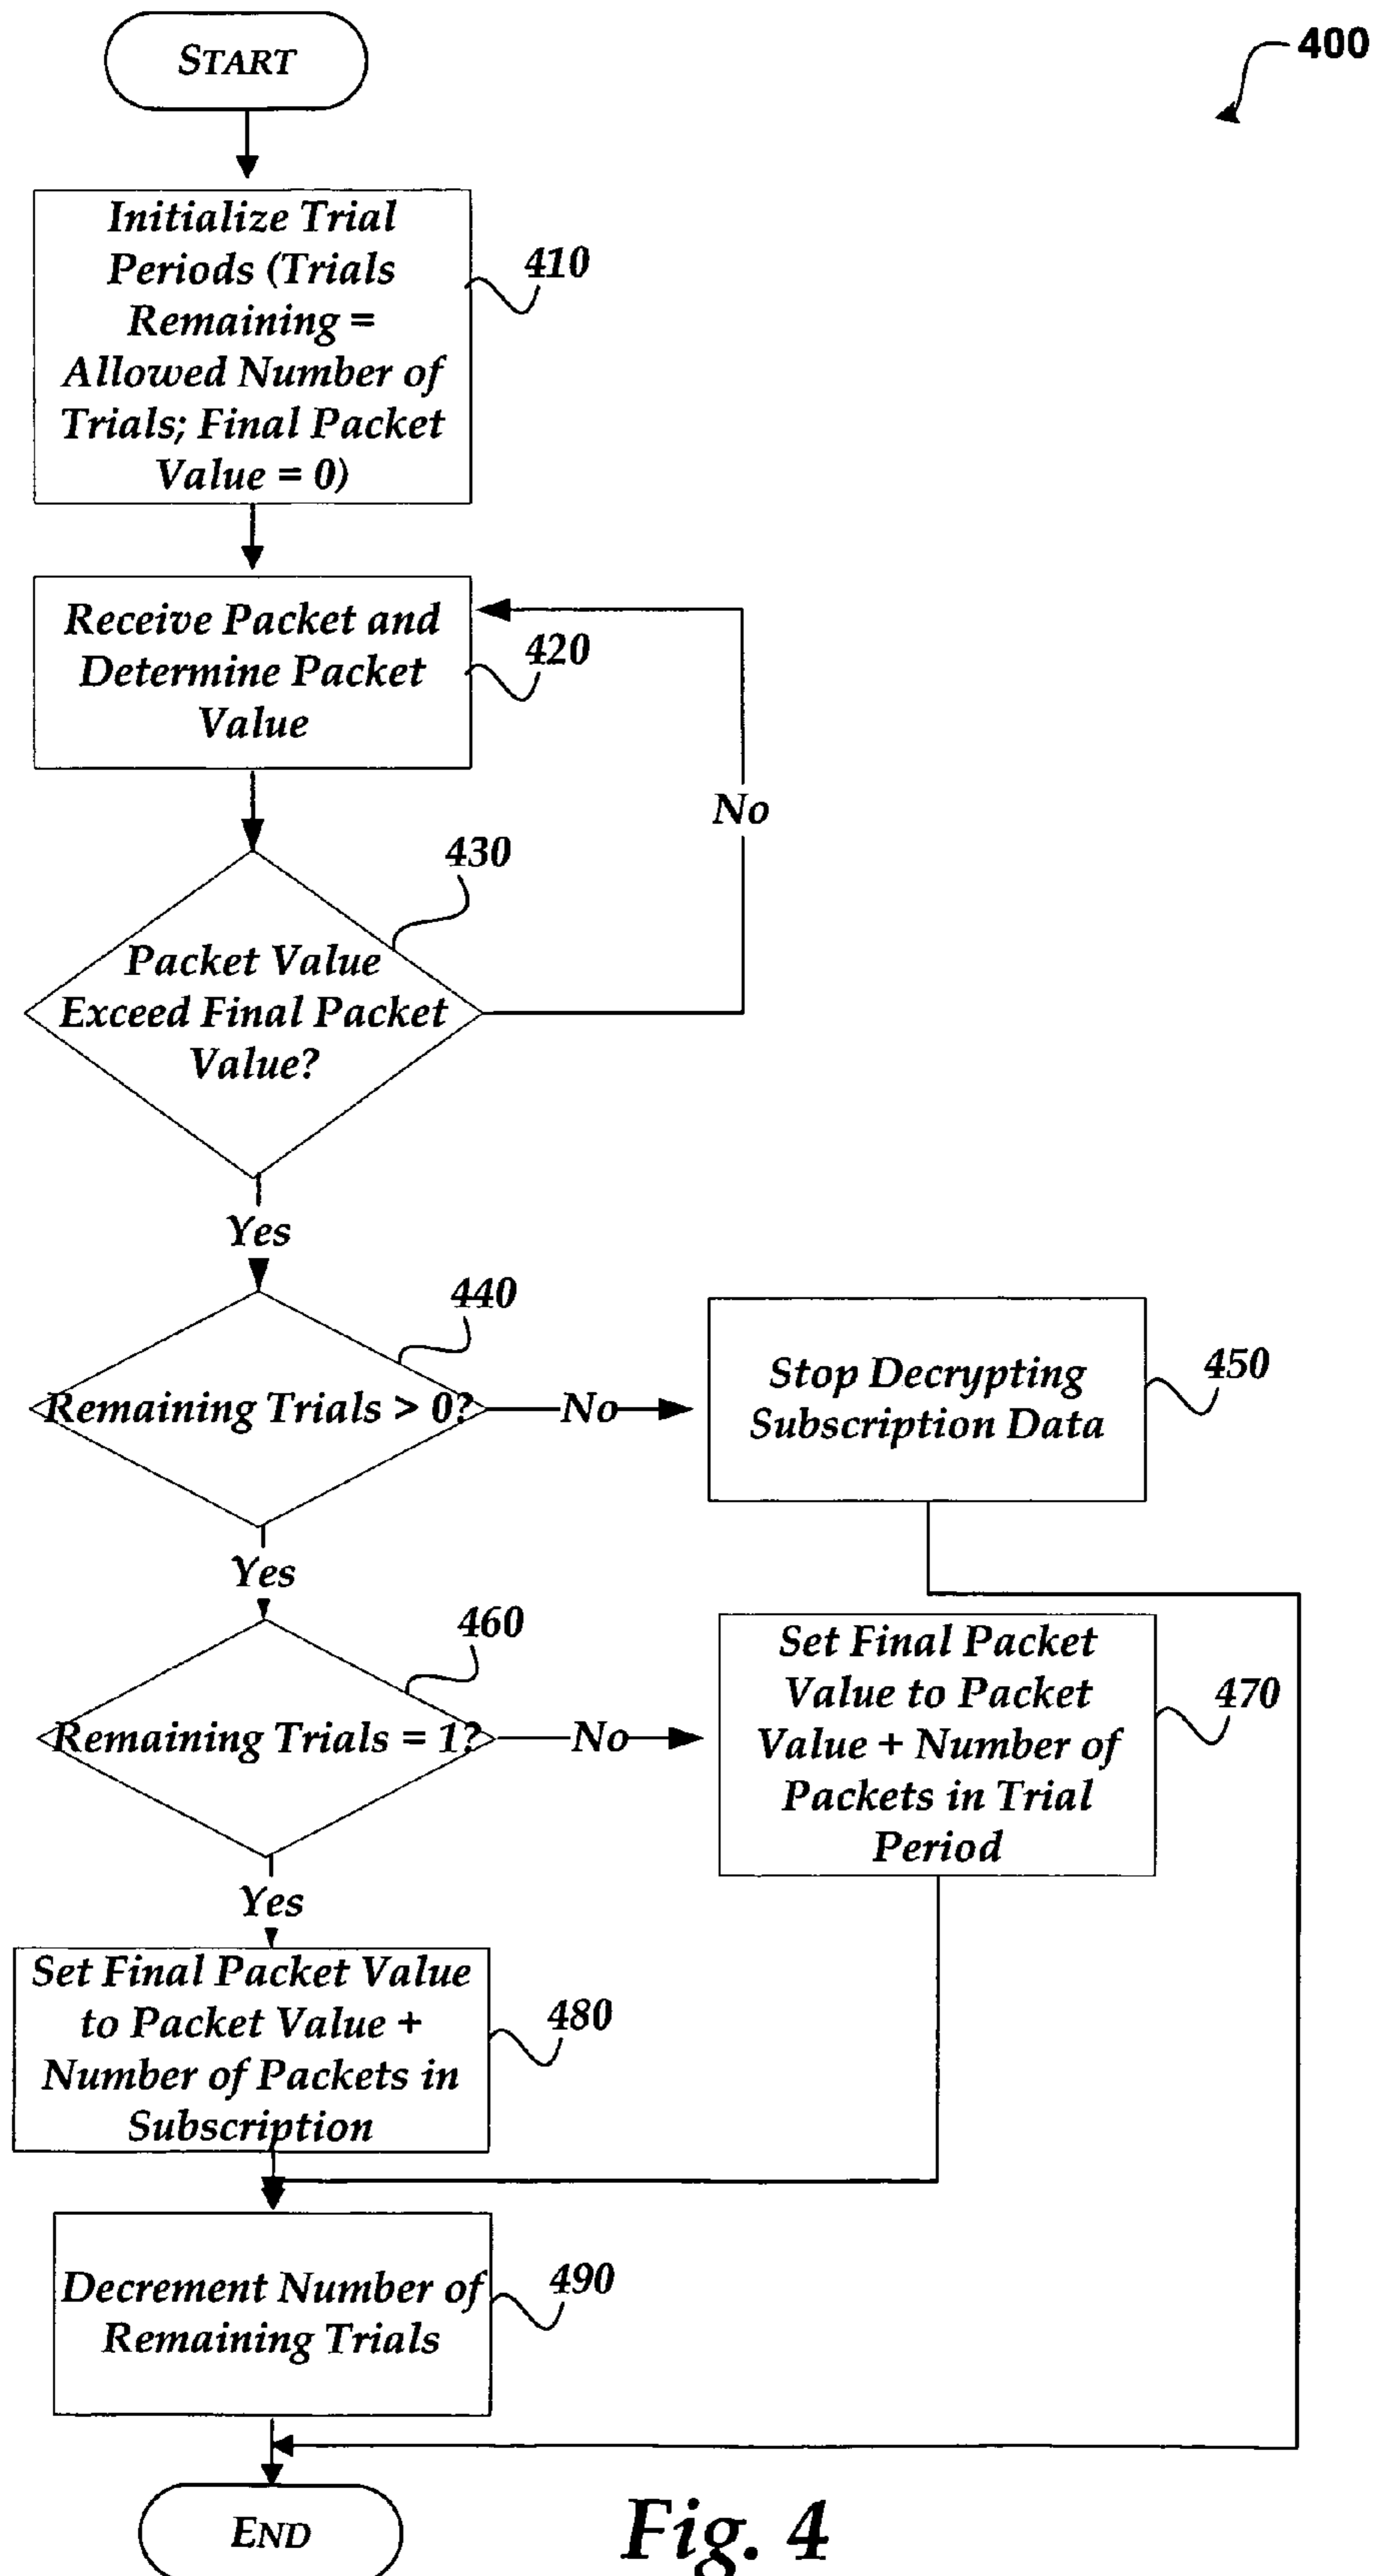 START
400
Initialize Trial
Periods (Trials
Remaining =
Allowed Number of
Trials; Final Packet
Value = 0)
410
Receive Packet and
Determine Packet
Value
420
No
430
Packet Value
Exceed Final Packet
Value?
Yes
440
Remaining Trials > 0?
No
Stop Decrypting
Subscription Data
450
Yes
460
Remaining Trials = 1?
No
Set Final Packet
Value to Packet
Value + Number of
Packets in Trial
Period
470
Yes
Set Final Packet Value
to Packet Value +
Number of Packets in
Subscription
480
Decrement Number of
Remaining Trials
490
END
Fig. 4